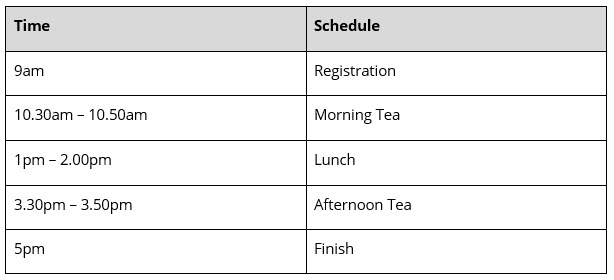 Time Schedule
9am Registration
10.30am – 10.50am Morning Tea
1pm – 2.00pm Lunch
3.30pm – 3.50pm Afternoon Tea
5pm Finish